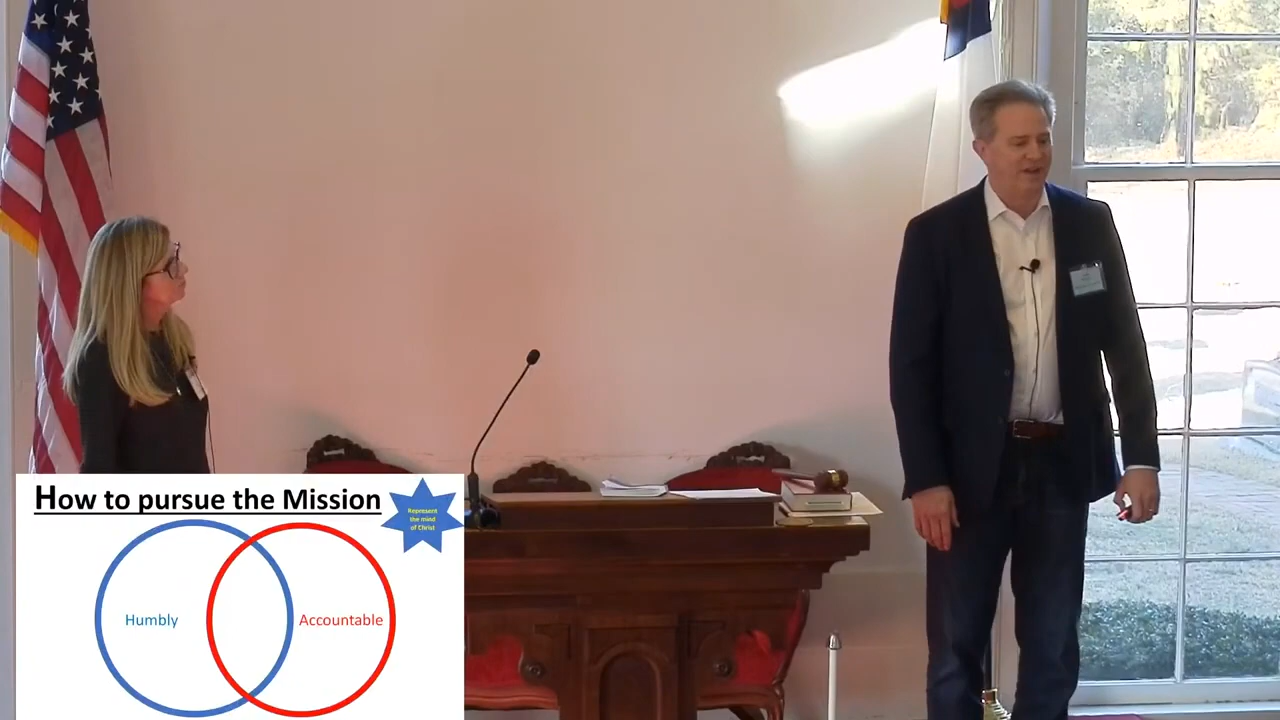 How to pursue the Mission
Represent
the mind
of Christ
Humbly
Accountable